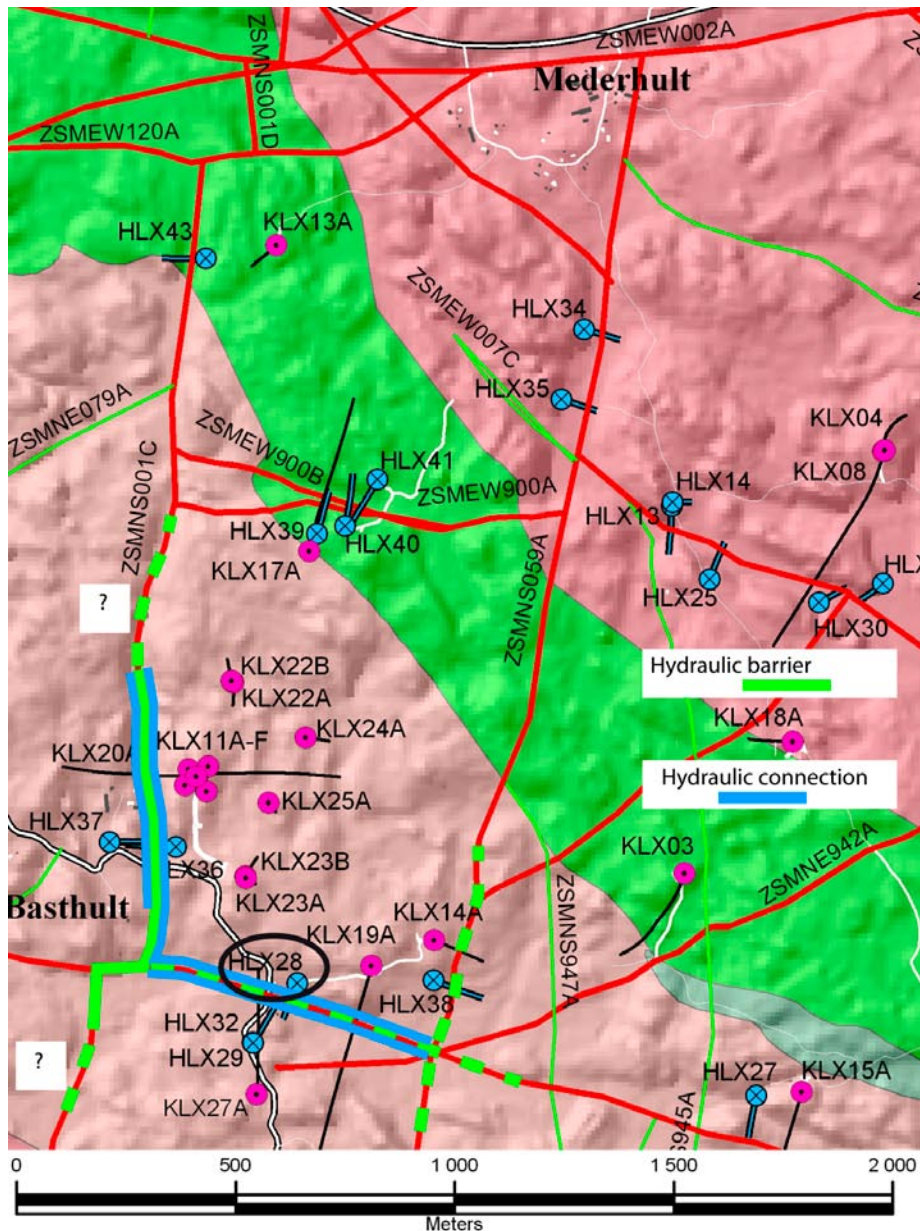 ZSMEW002A
Mederhult
ZSMNS001D
ZSMEW120A
HLX43
KLX13A
HLX34
ZSMEW007C
HLX35
ZSMNE079A
KLX04
ZSMNS001C
ZSMEW900B
HLX41
KLX08
ZSMEW900A
HLX14
HLX39
HLX13
HLX40
KLX17A
ZSMNS059A
HLX25
?
HLX30
KLX22B
Hydraulic barrier
KLX22A
KLX24A
KLX18A
KLX11A-F
KLX20A
Hydraulic connection
KLX25A
HLX37
KLX23B
KLX03
ZSMNE942A
KLX23A
Basthult
KLX14A
ZSMNS947A
KLX19A
HLX28
HLX38
HLX32
HLX29
?
HLX27
KLX15A
KLX27A
0
500
1 000
1 500
2 000
Meters